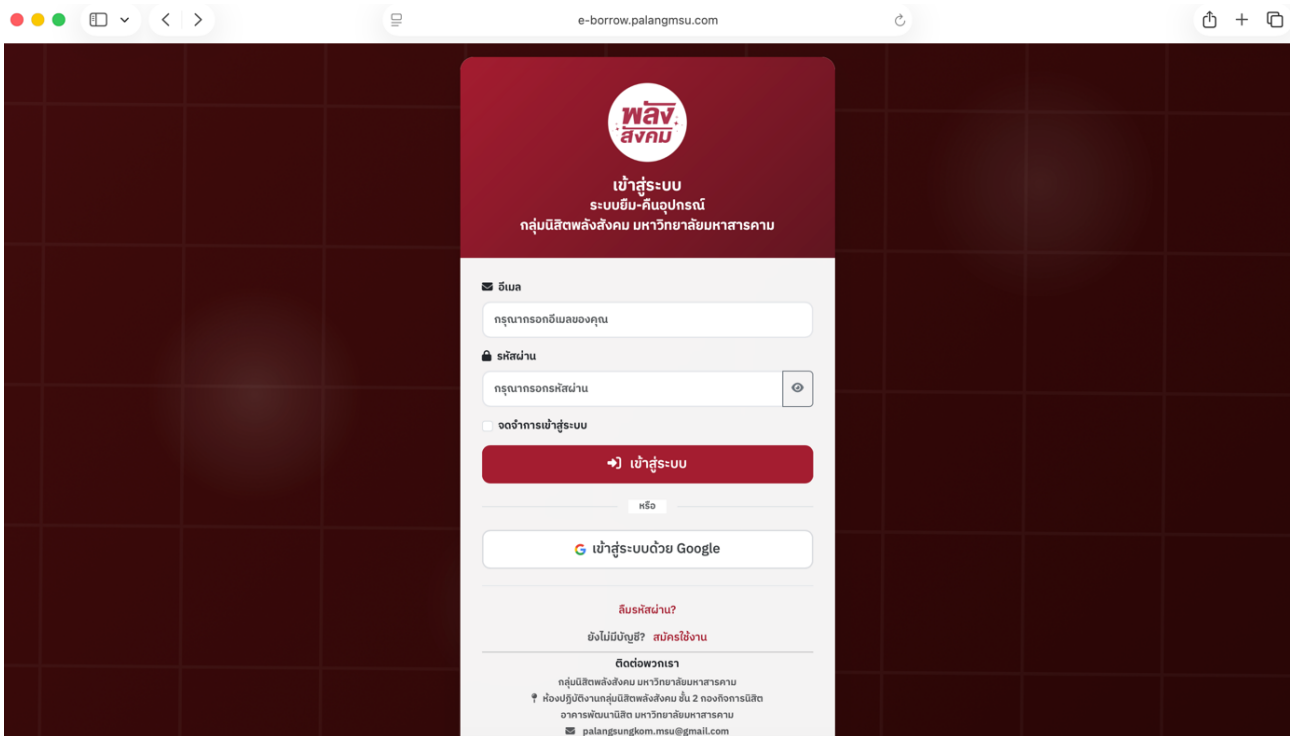 e-borrow.palangmsu.com
พลัง
สังคม
เข้าสู่ระบบ
ระบบยืม-คืนอุปกรณ์
กลุ่มนิสิตพลังสังคม มหาวิทยาลัยมหาสารคาม
อีเมล
กรุณากรอกอีเมลของคุณ
รหัสผ่าน
กรุณากรอกรหัสผ่าน
จดจำการเข้าสู่ระบบ
เข้าสู่ระบบ
หรือ
เข้าสู่ระบบด้วย Google
ลืมรหัสผ่าน?
ยังไม่มีบัญชี? สมัครใช้งาน
ติดต่อพวกเรา
กลุ่มนิสิตพลังสังคม มหาวิทยาลัยมหาสารคาม
ห้องปฏิบัติงานกลุ่มนิสิตพลังสังคม ชั้น 2 กองกิจการนิสิต
อาคารพัฒนานิสิต มหาวิทยาลัยมหาสารคาม
palangsungkom.msu@gmail.com